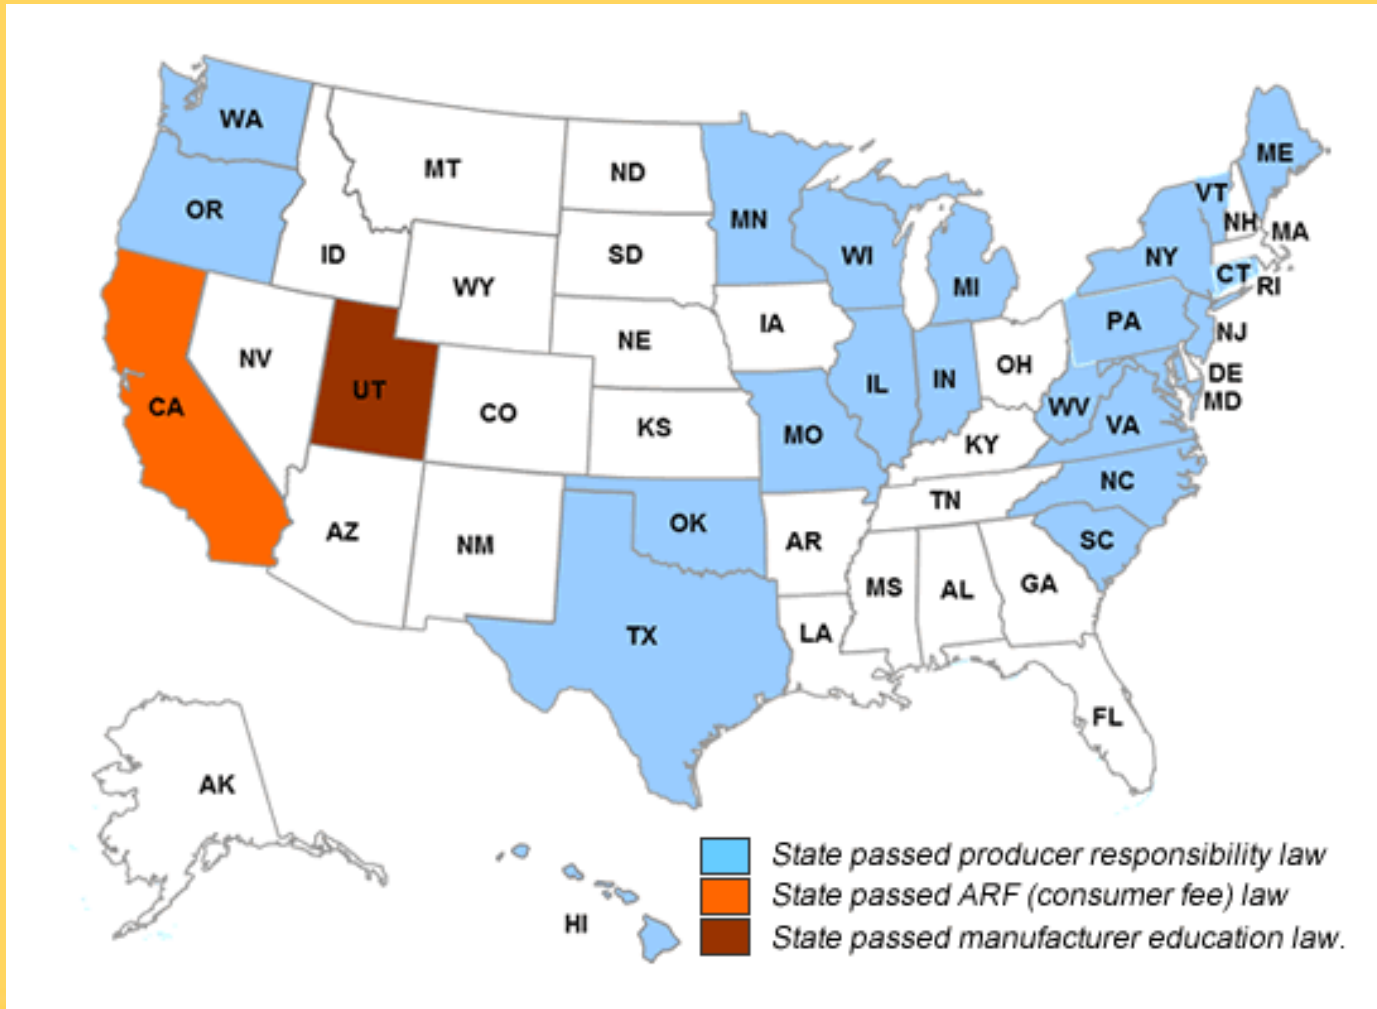 WA
MT
ND
MN
ME
VT
NH
MA
OR
ID
SD
WI
NY
CT
RI
WY
MI
IA
PA
NJ
NV
NE
OH
DE
UT
IL
IN
MD
CA
CO
KS
MO
KY
WV
VA
TN
NC
AZ
NM
OK
AR
SC
MS
AL
GA
TX
LA
FL
AK
HI
State passed producer responsibility law
State passed ARF (consumer fee) law
State passed manufacturer education law.